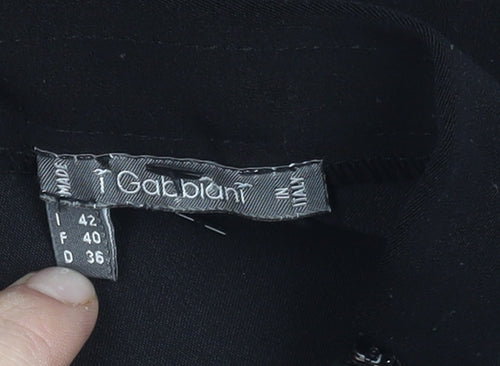 MADE
I Gabbiani
IN
ITALY
I 42
F 40
D 36